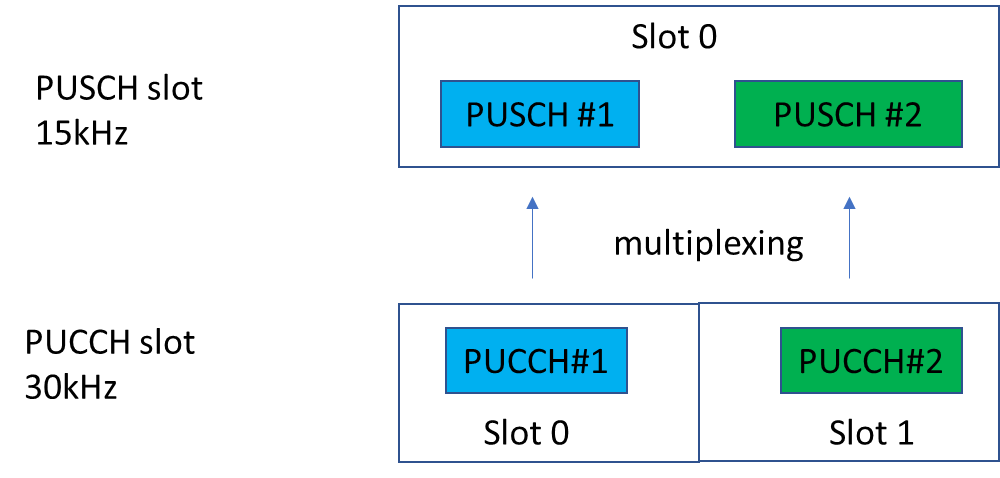 Slot 0
PUSCH slot
15kHz
PUSCH #1
PUSCH #2
multiplexing
PUCCH slot
30kHz
PUCCH#1
PUCCH#2
Slot 0
Slot 1